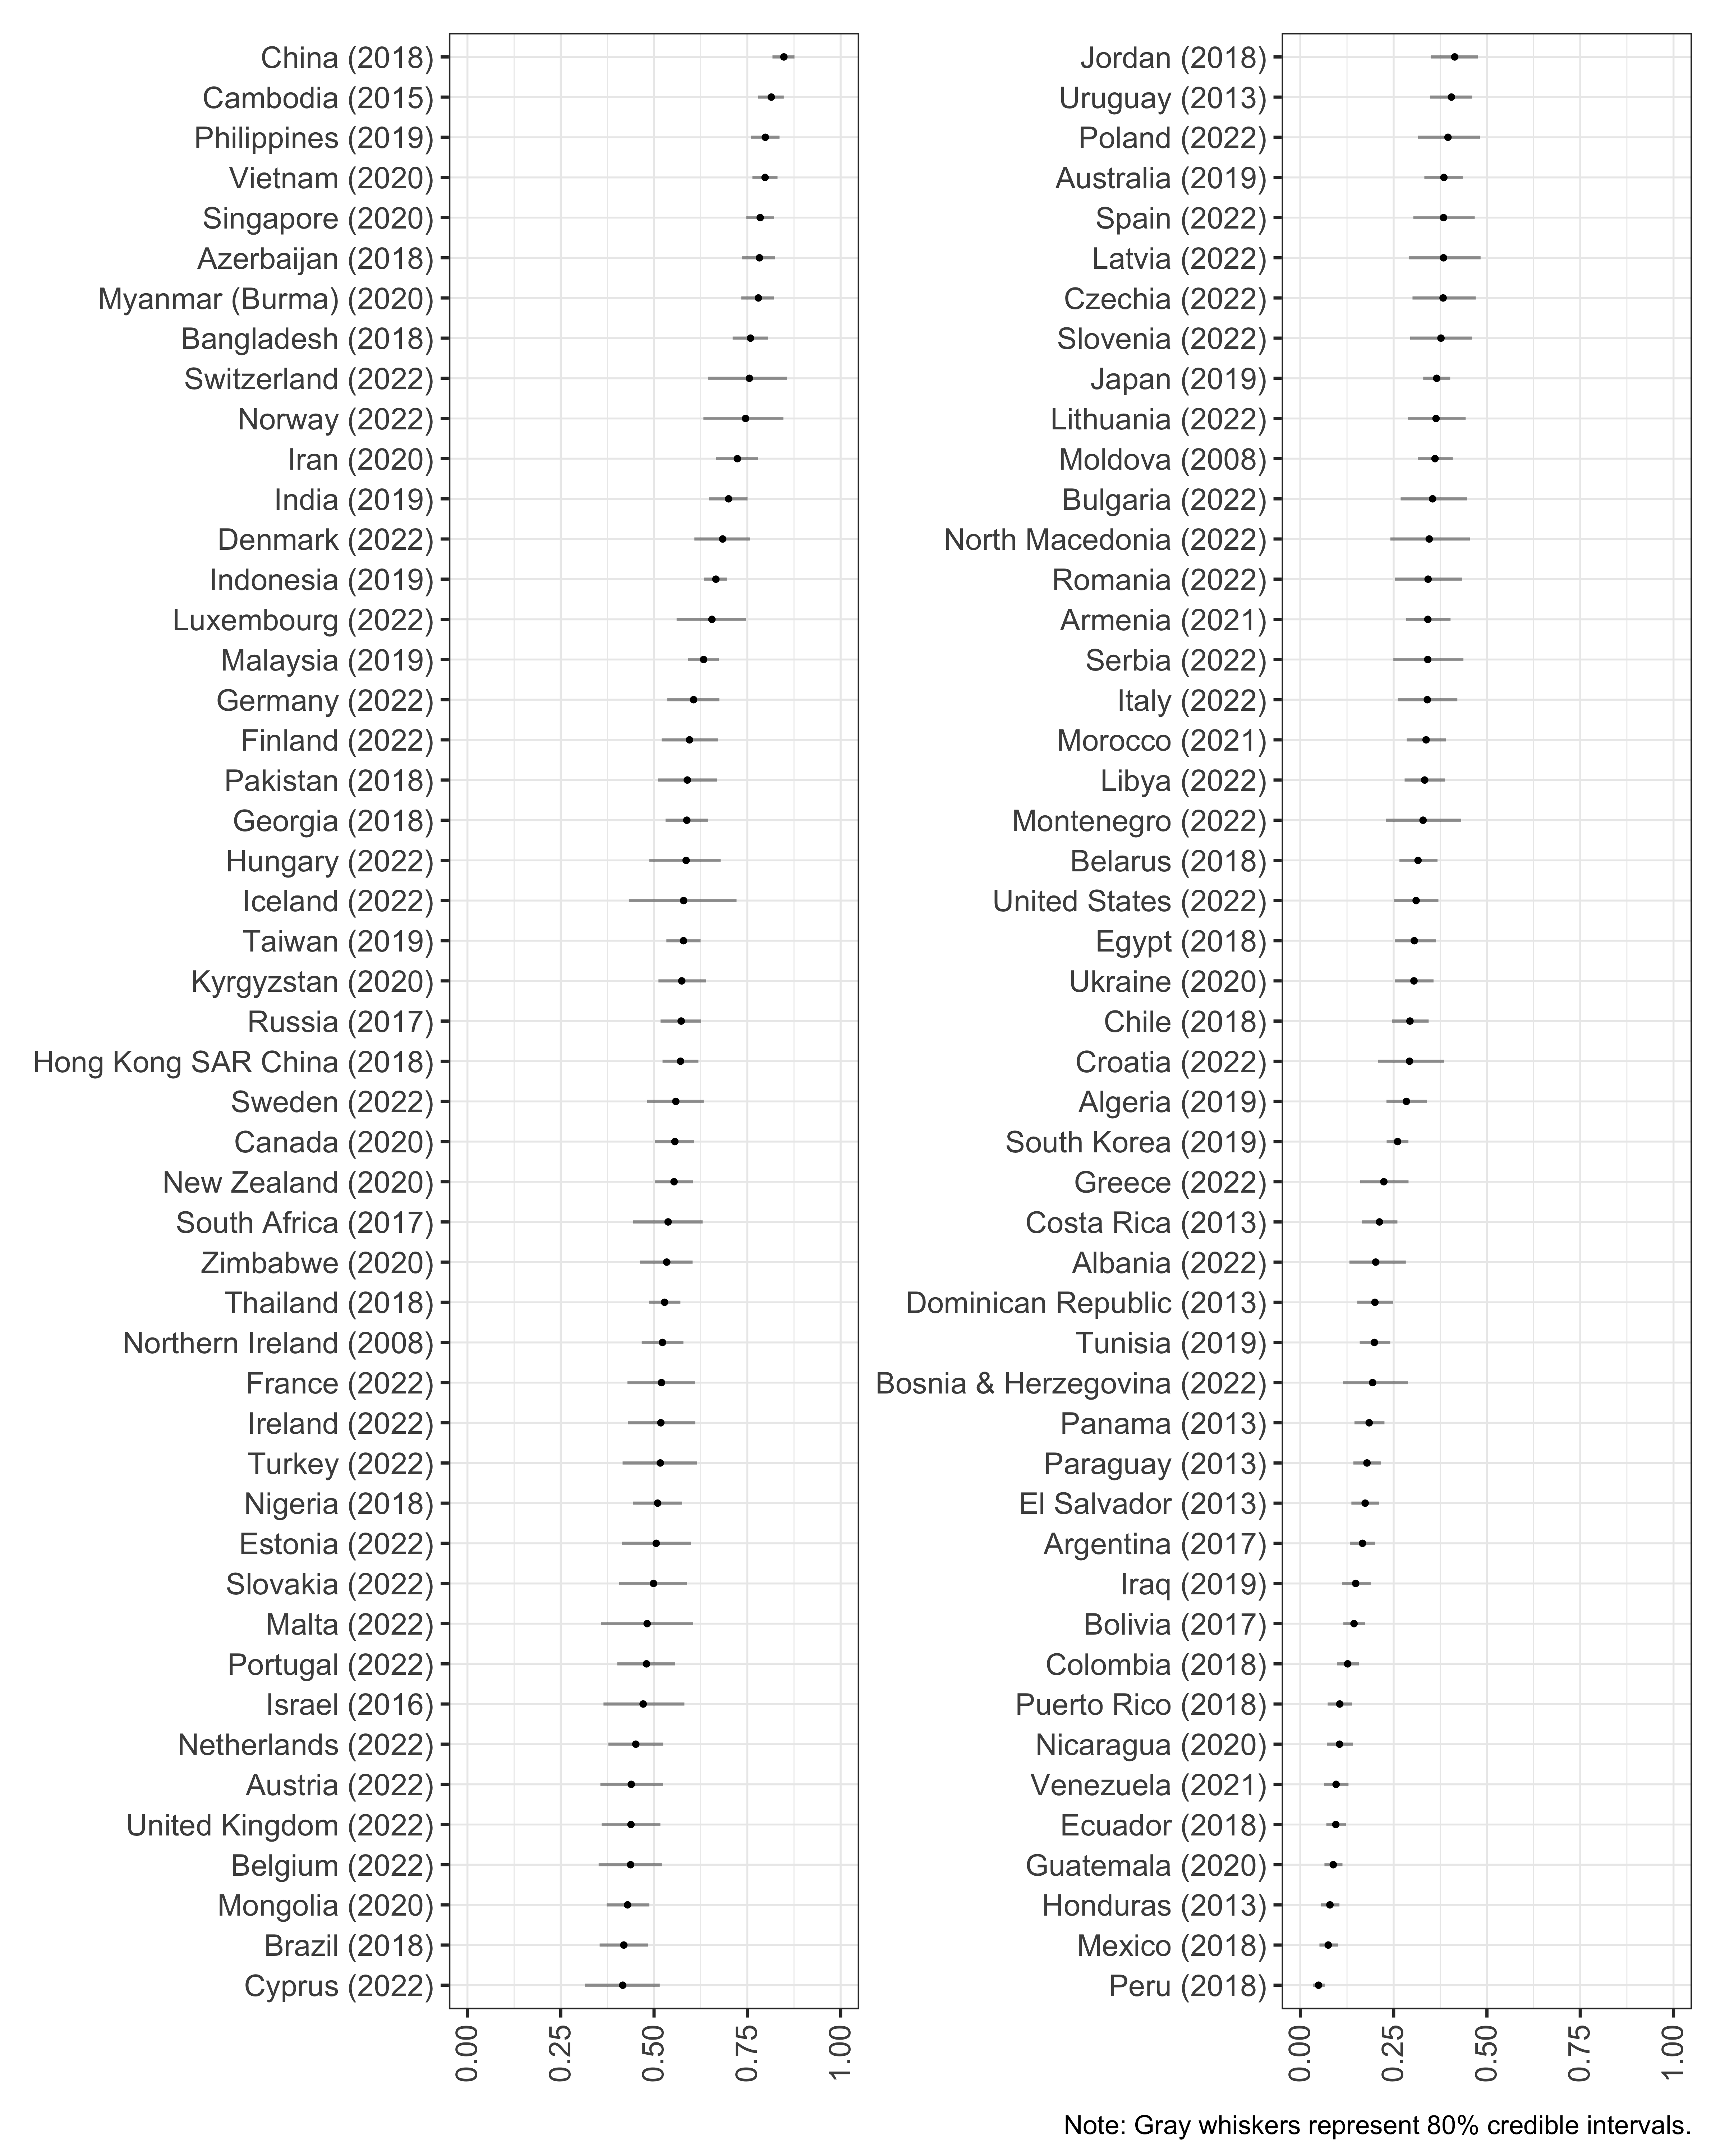 China (2018)
Cambodia (2015)
Philippines (2019)
Vietnam (2020)
Singapore (2020)
Azerbaijan (2018)
Myanmar (Burma) (2020)
Bangladesh (2018)
Switzerland (2022)
Norway (2022)
Iran (2020)
India (2019)
Denmark (2022)
Indonesia (2019)
Luxembourg (2022)
Malaysia (2019)
Germany (2022)
Finland (2022)
Pakistan (2018)
Georgia (2018)
Hungary (2022)
Iceland (2022)
Taiwan (2019)
Kyrgyzstan (2020)
Russia (2017)
Hong Kong SAR China (2018)
Sweden (2022)
Canada (2020)
New Zealand (2020)
South Africa (2017)
Zimbabwe (2020)
Thailand (2018)
Northern Ireland (2008)
France (2022)
Ireland (2022)
Turkey (2022)
Nigeria (2018)
Estonia (2022)
Slovakia (2022)
Malta (2022)
Portugal (2022)
Israel (2016)
Netherlands (2022)
Austria (2022)
United Kingdom (2022)
Belgium (2022)
Mongolia (2020)
Brazil (2018)
Cyprus (2022)
0.00
0.25
0.50
0.75
1.00
Jordan (2018)
Uruguay (2013)
Poland (2022)
Australia (2019)
Spain (2022)
Latvia (2022)
Czechia (2022)
Slovenia (2022)
Japan (2019)
Lithuania (2022)
Moldova (2008)
Bulgaria (2022)
North Macedonia (2022)
Romania (2022)
Armenia (2021)
Serbia (2022)
Italy (2022)
Morocco (2021)
Libya (2022)
Montenegro (2022)
Belarus (2018)
United States (2022)
Egypt (2018)
Ukraine (2020)
Chile (2018)
Croatia (2022)
Algeria (2019)
South Korea (2019)
Greece (2022)
Costa Rica (2013)
Albania (2022)
Dominican Republic (2013)
Tunisia (2019)
Bosnia & Herzegovina (2022)
Panama (2013)
Paraguay (2013)
El Salvador (2013)
Argentina (2017)
Iraq (2019)
Bolivia (2017)
Colombia (2018)
Puerto Rico (2018)
Nicaragua (2020)
Venezuela (2021)
Ecuador (2018)
Guatemala (2020)
Honduras (2013)
Mexico (2018)
Peru (2018)
0.00
0.25
0.50
0.75
1.00
Note: Gray whiskers represent 80% credible intervals.